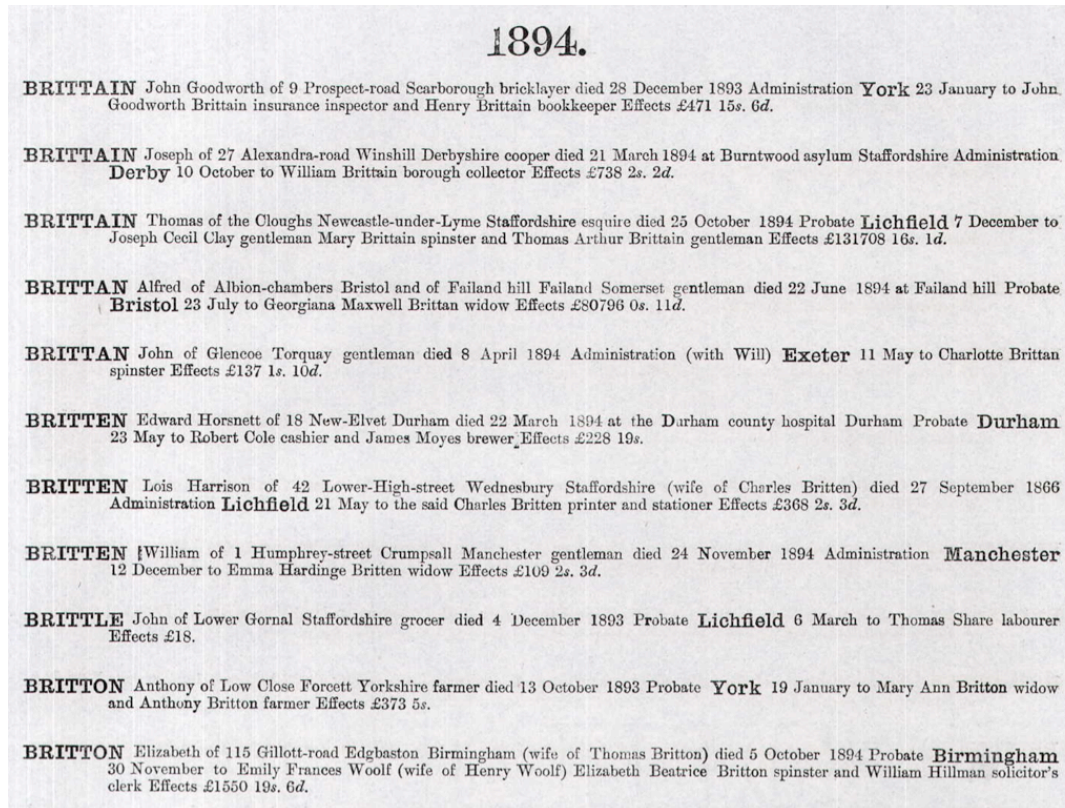 1894.
BRITTAIN John Goodworth of 9 Prospect-road Scarborough bricklayer died 28 December 1893 Administration York 23 January to John
Goodworth Brittain insurance inspector and Henry Brittain bookkeeper Effects £471 15s. 6d.
BRITTAIN Joseph of 27 Alexandra-road Winshill Derbyshire cooper died 21 March 1894 at Burntwood asylum Staffordshire Administration
Derby 10 October to William Brittain borough collector Effects £738 2s. 2d.
BRITTAIN Thomas of the Cloughs Newcastle-under-Lyme Staffordshire esquire died 25 October 1894 Probate Lichfield 7 December to
Joseph Cecil Clay gentleman Mary Brittain spinster and Thomas Arthur Brittain gentleman Effects £131708 16s. 1d.
BRITTAN Alfred of Albion-chambers Bristol and of Failand hill Failand Somerset gentleman died 22 June 1894 at Failand hill Probate
Bristol 23 July to Georgiana Maxwell Brittan widow Effects £80796 0s. 11d.
BRITTAN John of Glencoe Torquay gentleman died 8 April 1894 Administration (with Will) Exeter 11 May to Charlotte Brittan
spinster Effects £137 1s. 10d.
BRITTEN Edward Horsnett of 18 New-Elvet Durham died 22 March 1894 at the Durham county hospital Durham Probate Durham
23 May to Robert Cole cashier and James Moyes brewer Effects £228 19s.
BRITTEN Lois Harrison of 42 Lower-High-street Wednesbury Staffordshire (wife of Charles Britten) died 27 September 1866
Administration Lichfield 21 May to the said Charles Britten printer and stationer Effects £368 2s. 3d.
BRITTEN William of 1 Humphrey-street Crumpsall Manchester gentleman died 24 November 1894 Administration Manchester
12 December to Emma Hardinge Britten widow Effects £109 2s. 3d.
BRITTLE John of Lower Gornal Staffordshire grocer died 4 December 1893 Probate Lichfield 6 March to Thomas Share labourer
Effects £18.
BRITTON Anthony of Low Close Forcett Yorkshire farmer died 13 October 1893 Probate York 19 January to Mary Ann Britton widow
and Anthony Britton farmer Effects £373 5s.
BRITTON Elizabeth of 115 Gillott-road Edgbaston Birmingham (wife of Thomas Britton) died 5 October 1894 Probate Birmingham
30 November to Emily Frances Woolf (wife of Henry Woolf) Elizabeth Beatrice Britton spinster and William Hillman solicitor's
clerk Effects £1550 19s. 6d.